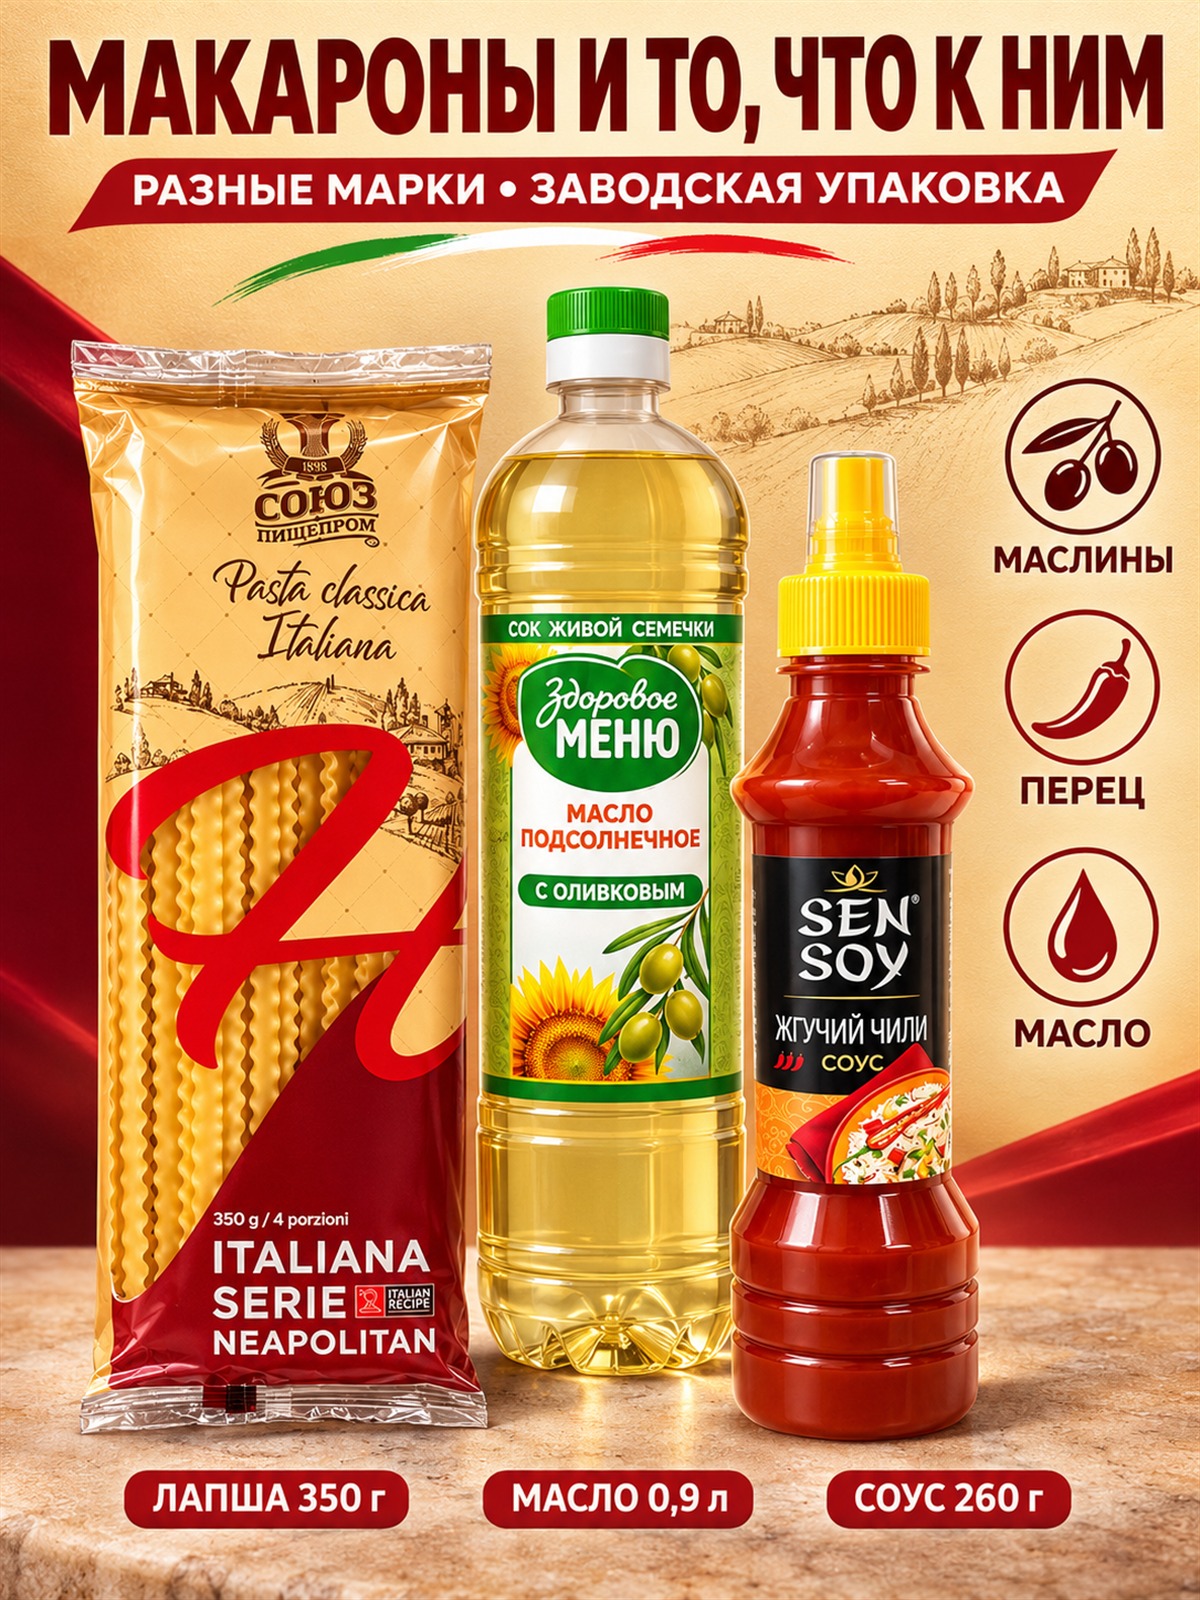 МАКАРОНЫ И ТО, ЧТО К НИМ
РАЗНЫЕ МАРКИ • ЗАВОДСКАЯ УПАКОВКА
1898
СОЮЗ
ПИЩЕПРОМ
Pasta classica
Italiana
350 g / 4 porzioni
ITALIANA
SERIE
ITALIAN
RECIPE
NEAPOLITAN
СОК ЖИВОЙ СЕМЕЧКИ
Здоровое
МЕНЮ
МАСЛО
ПОДСОЛНЕЧНОЕ
С ОЛИВКОВЫМ
SEN®
SOY
ЖГУЧИЙ ЧИЛИ
СОУС
МАСЛИНЫ
ПЕРЕЦ
МАСЛО
ЛАПША 350 г
МАСЛО 0,9 л
СОУС 260 г